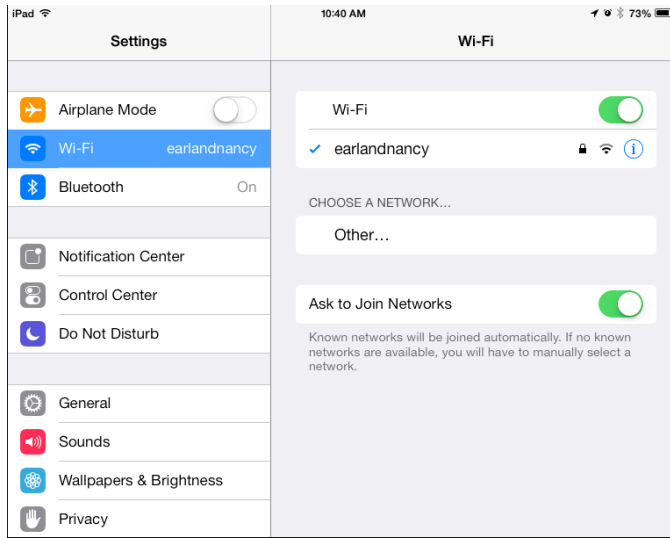 iPad 10:40 AM 73%
Settings
Wi-Fi
Airplane Mode
Wi-Fi earlandnancy
Bluetooth On
Notification Center
Control Center
Do Not Disturb
General
Sounds
Wallpapers & Brightness
Privacy
Wi-Fi
earlandnancy
CHOOSE A NETWORK...
Other...
Ask to Join Networks
Known networks will be joined automatically. If no known
networks are available, you will have to manually select a
network.